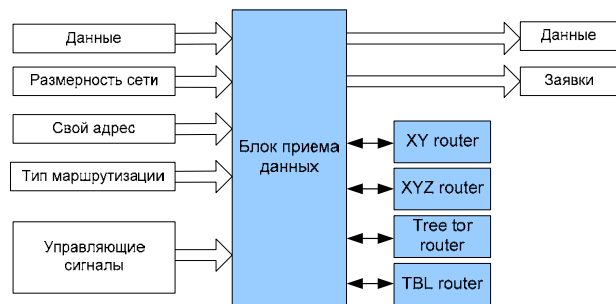 Данные
Размерность сети
Свой адрес
Тип маршрутизации
Управляющие
сигналы
Блок приема
данных
Данные
Заявки
XY router
XYZ router
Tree tor
router
TBL router